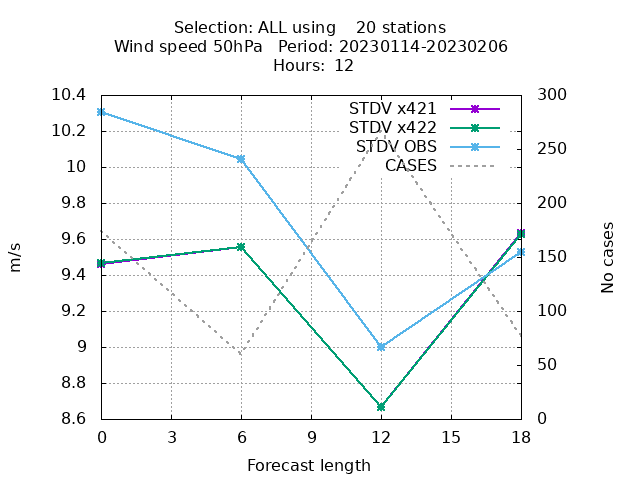 Selection: ALL using    20 stations
Wind speed 50hPa   Period: 20230114-20230206
Hours: 12
10.4
10.2
10
9.8
9.6
9.4
9.2
9
8.8
8.6
m/s
STDV x421
STDV x422
STDV OBS
CASES
300
250
200
150
100
50
0
No cases
0 3 6 9 12 15 18
Forecast length